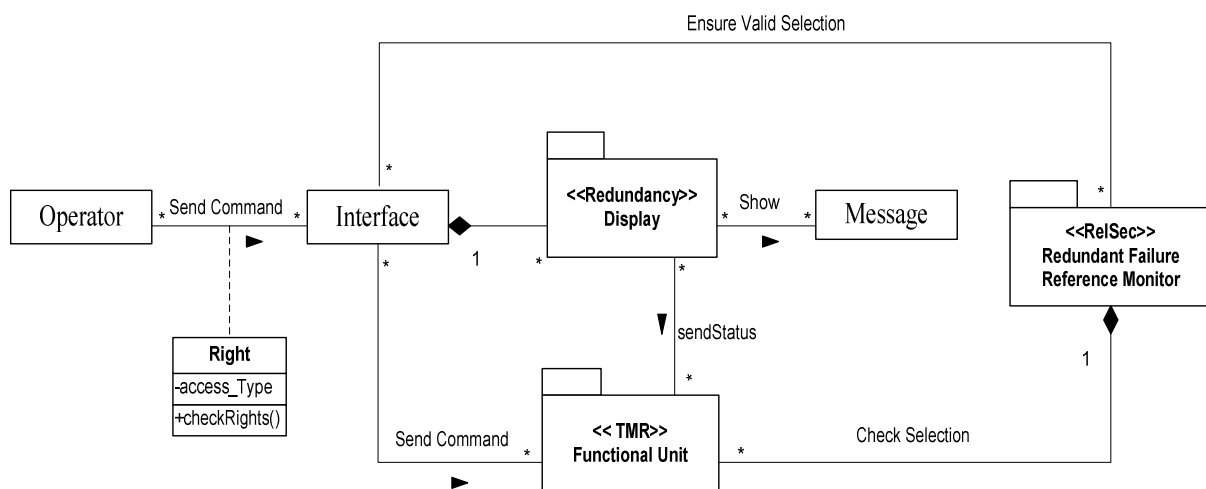 Ensure Valid Selection
*
*
Operator
*
Send Command
*
Interface
1
*
<<Redundancy>>
Display
*
Show
*
Message
<<RelSec>>
Redundant Failure
Reference Monitor
*
*
sendStatus
1
Right
-access_Type
+checkRights()
*
Send Command
*
<< TMR>>
Functional Unit
*
Check Selection